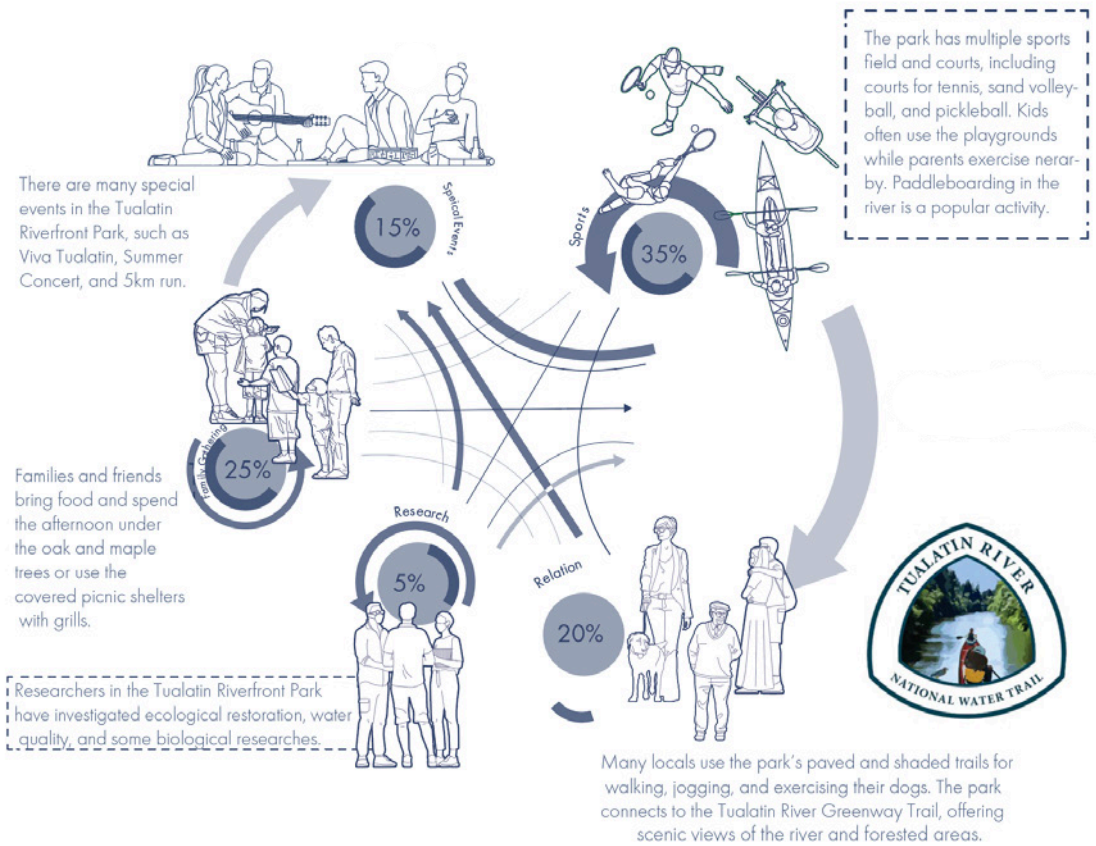 There are many special
events in the Tualatin
Riverfront Park, such as
Viva Tualatin, Summer
Concert, and 5km run.
15%
Speical Events
Sports
35%
The park has multiple sports
field and courts, including
courts for tennis, sand volley-
ball, and pickleball. Kids
often use the playgrounds
while parents exercise nerar-
by. Paddleboarding in the
river is a popular activity.
Family Gathering
25%
Families and friends
bring food and spend
the afternoon under
the oak and maple
trees or use the
covered picnic shelters
with grills.
Research
5%
Researchers in the Tualatin Riverfront Park
have investigated ecological restoration, water
quality, and some biological researches.
Relation
20%
Many locals use the park's paved and shaded trails for
walking, jogging, and exercising their dogs. The park
connects to the Tualatin River Greenway Trail, offering
scenic views of the river and forested areas.
TUALATIN RIVER
NATIONAL WATER TRAIL